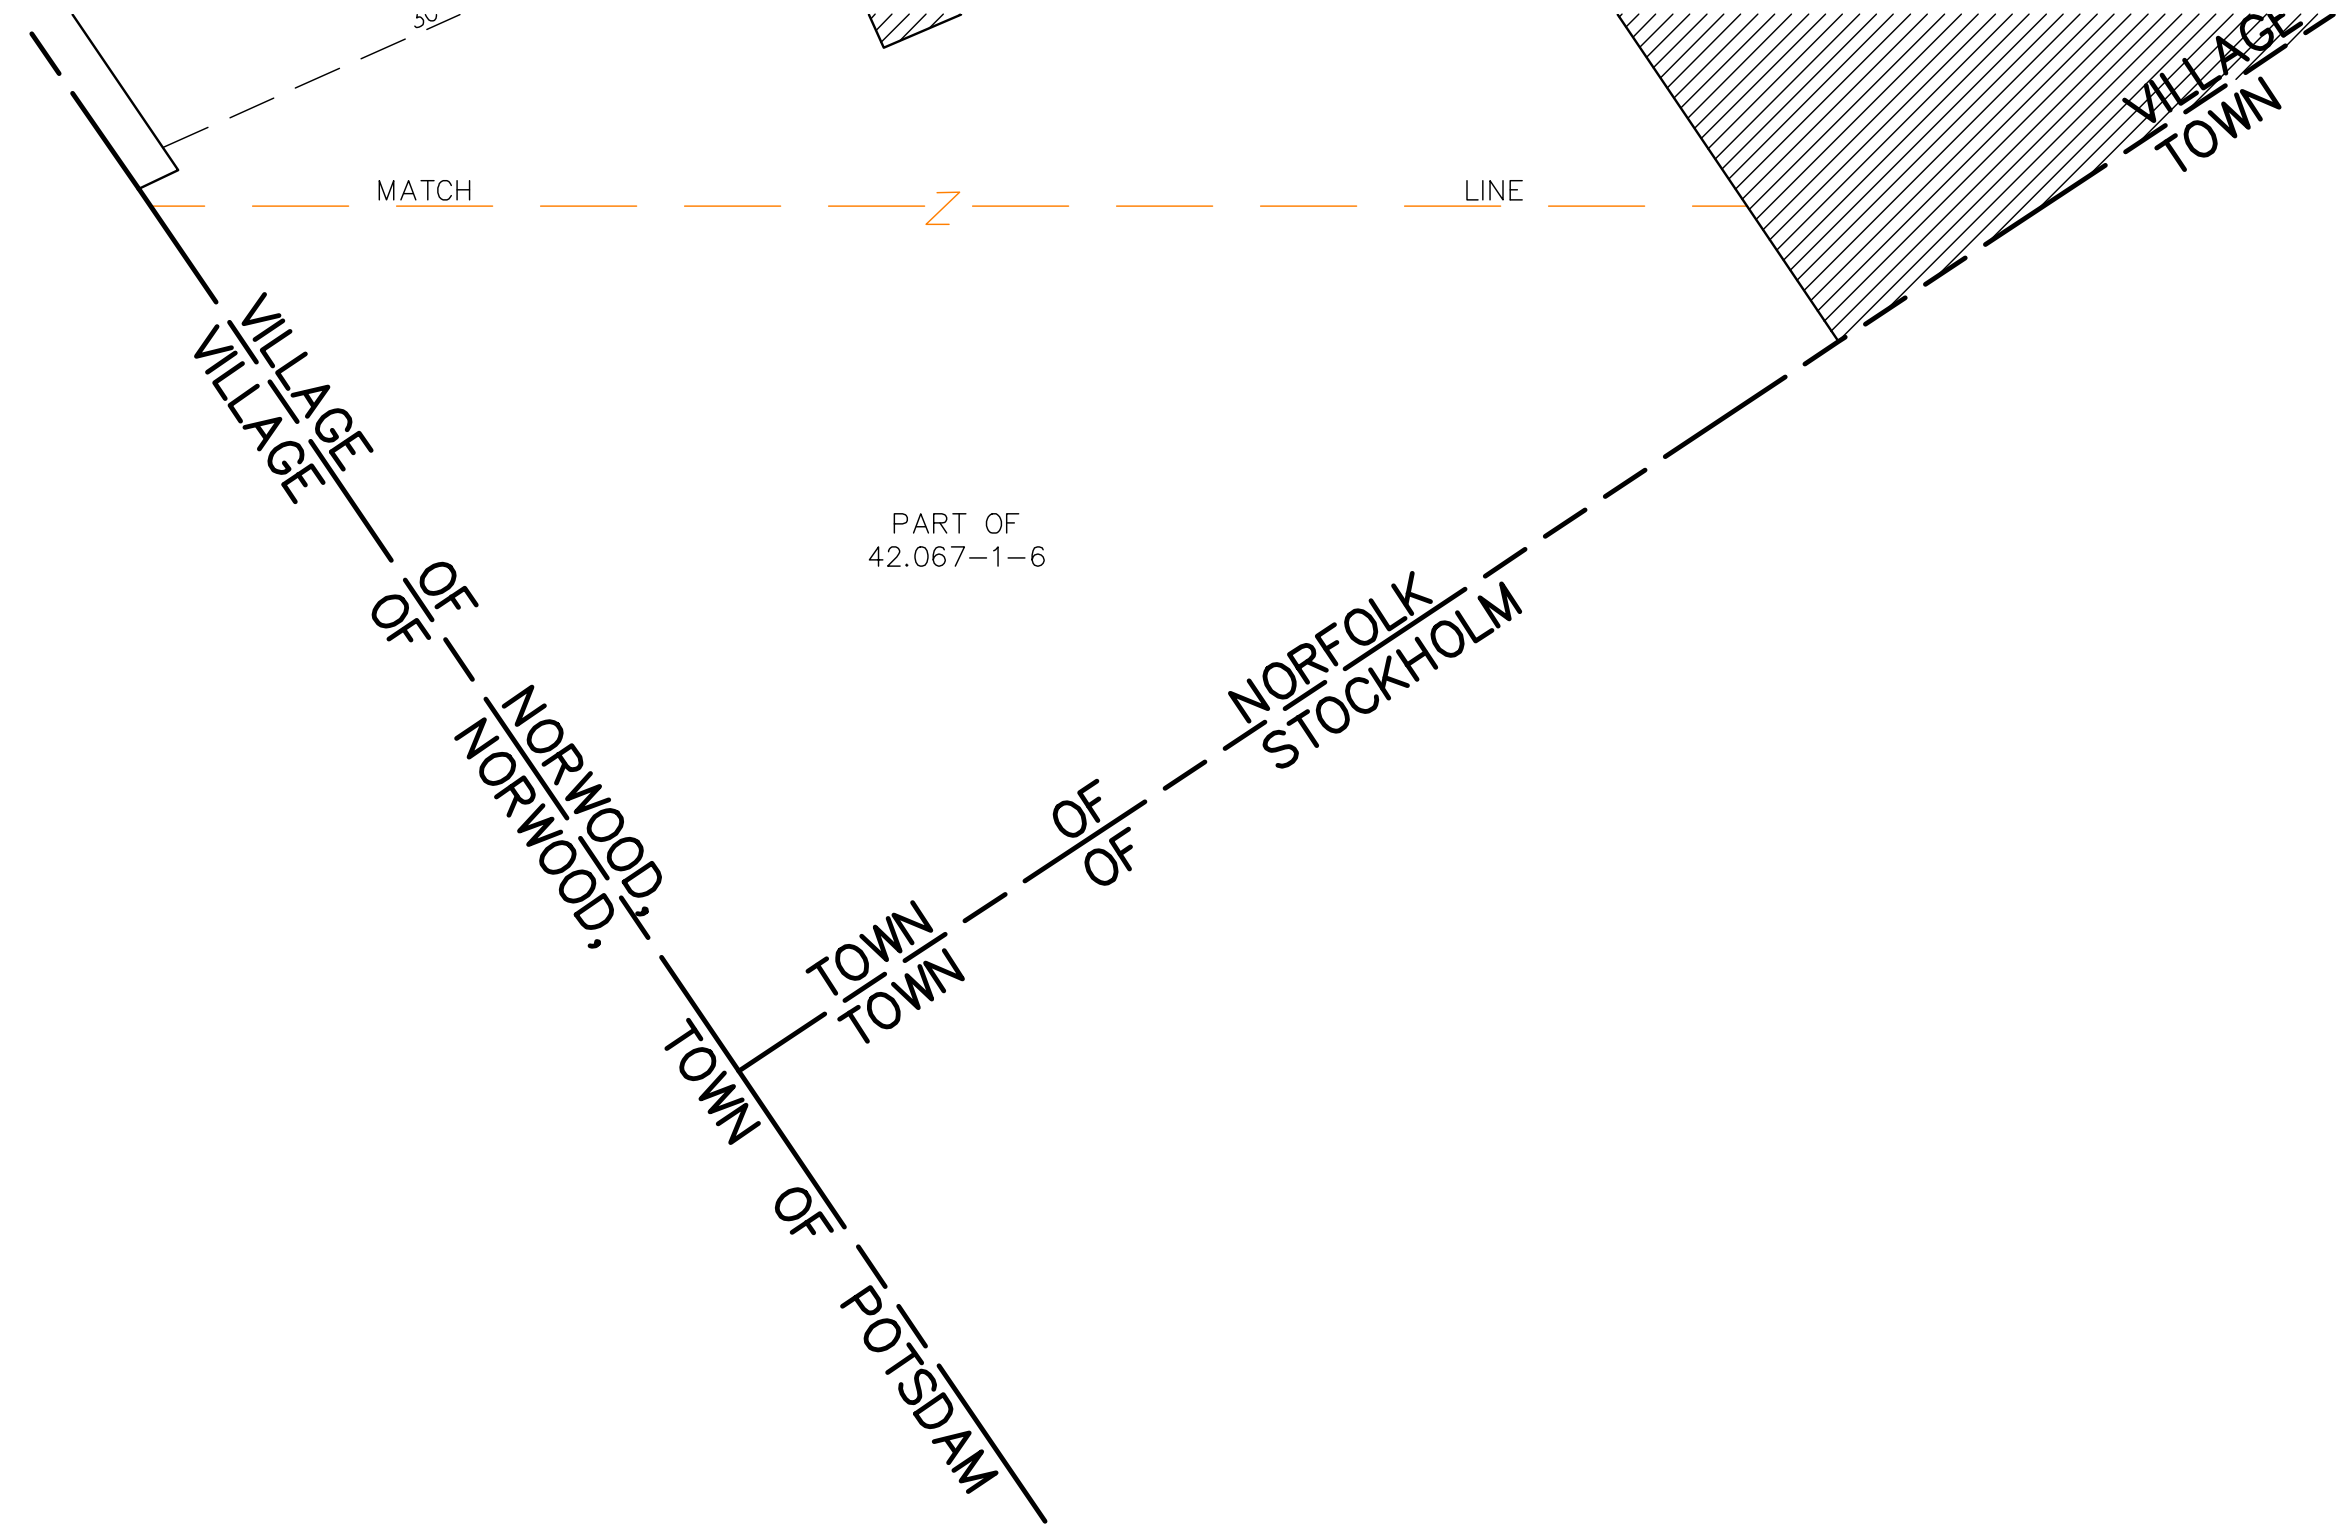 50
VILLAGE
TOWN
MATCH LINE
VILLAGE OF NORWOOD,
VILLAGE OF NORWOOD,
PART OF
42.067-1-6
TOWN OF NORFOLK
TOWN OF STOCKHOLM
TOWN OF POTSDAM